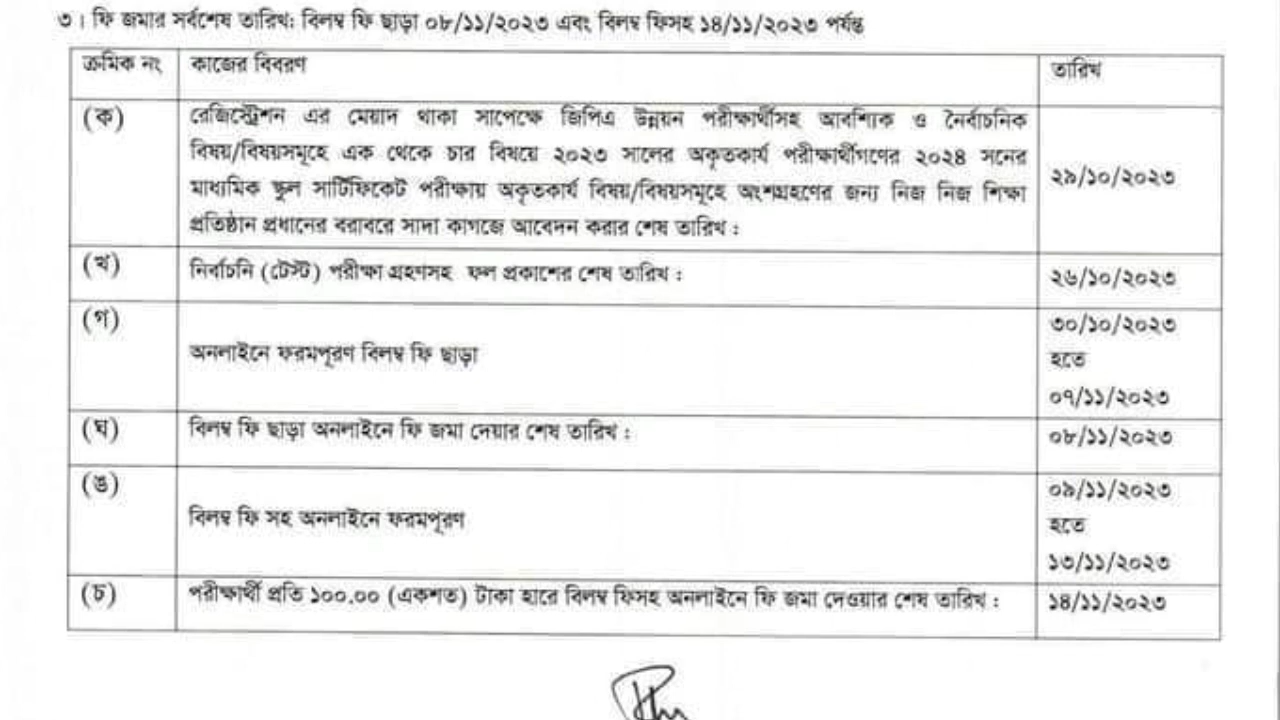 ৩। ফি জমার সর্বশেষ তারিখ: বিলম্ব ফি ছাড়া ০৮/১১/২০২৩ এবং বিলম্ব ফিসহ ১৪/১১/২০২৩ পর্যন্ত
ক্রমিক নং কাজের বিবরণ তারিখ
(ক) রেজিস্ট্রেশন এর মেয়াদ থাকা সাপেক্ষে জিপিএ উন্নয়ন পরীক্ষার্থীসহ আবশ্যিক ও নৈর্বাচনিক
বিষয়/বিষয়সমূহে এক থেকে চার বিষয়ে ২০২৩ সালের অকৃতকার্য পরীক্ষার্থীগণের ২০২৪ সনের
মাধ্যমিক স্কুল সার্টিফিকেট পরীক্ষায় অকৃতকার্য বিষয়/বিষয়সমূহে অংশগ্রহণের জন্য নিজ নিজ শিক্ষা
প্রতিষ্ঠান প্রধানের বরাবরে সাদা কাগজে আবেদন করার শেষ তারিখ :
২৯/১০/২০২৩
(খ) নির্বাচনি (টেস্ট) পরীক্ষা গ্রহণসহ ফল প্রকাশের শেষ তারিখ : ২৬/১০/২০২৩
(গ) অনলাইনে ফরমপূরণ বিলম্ব ফি ছাড়া
৩০/১০/২০২৩
হতে
০৭/১১/২০২৩
(ঘ) বিলম্ব ফি ছাড়া অনলাইনে ফি জমা দেয়ার শেষ তারিখ : ০৮/১১/২০২৩
(ঙ) বিলম্ব ফি সহ অনলাইনে ফরমপূরণ
০৯/১১/২০২৩
হতে
১৩/১১/২০২৩
(চ) পরীক্ষার্থী প্রতি ১০০.০০ (একশত) টাকা হারে বিলম্ব ফিসহ অনলাইনে ফি জমা দেওয়ার শেষ তারিখ : ১৪/১১/২০২৩